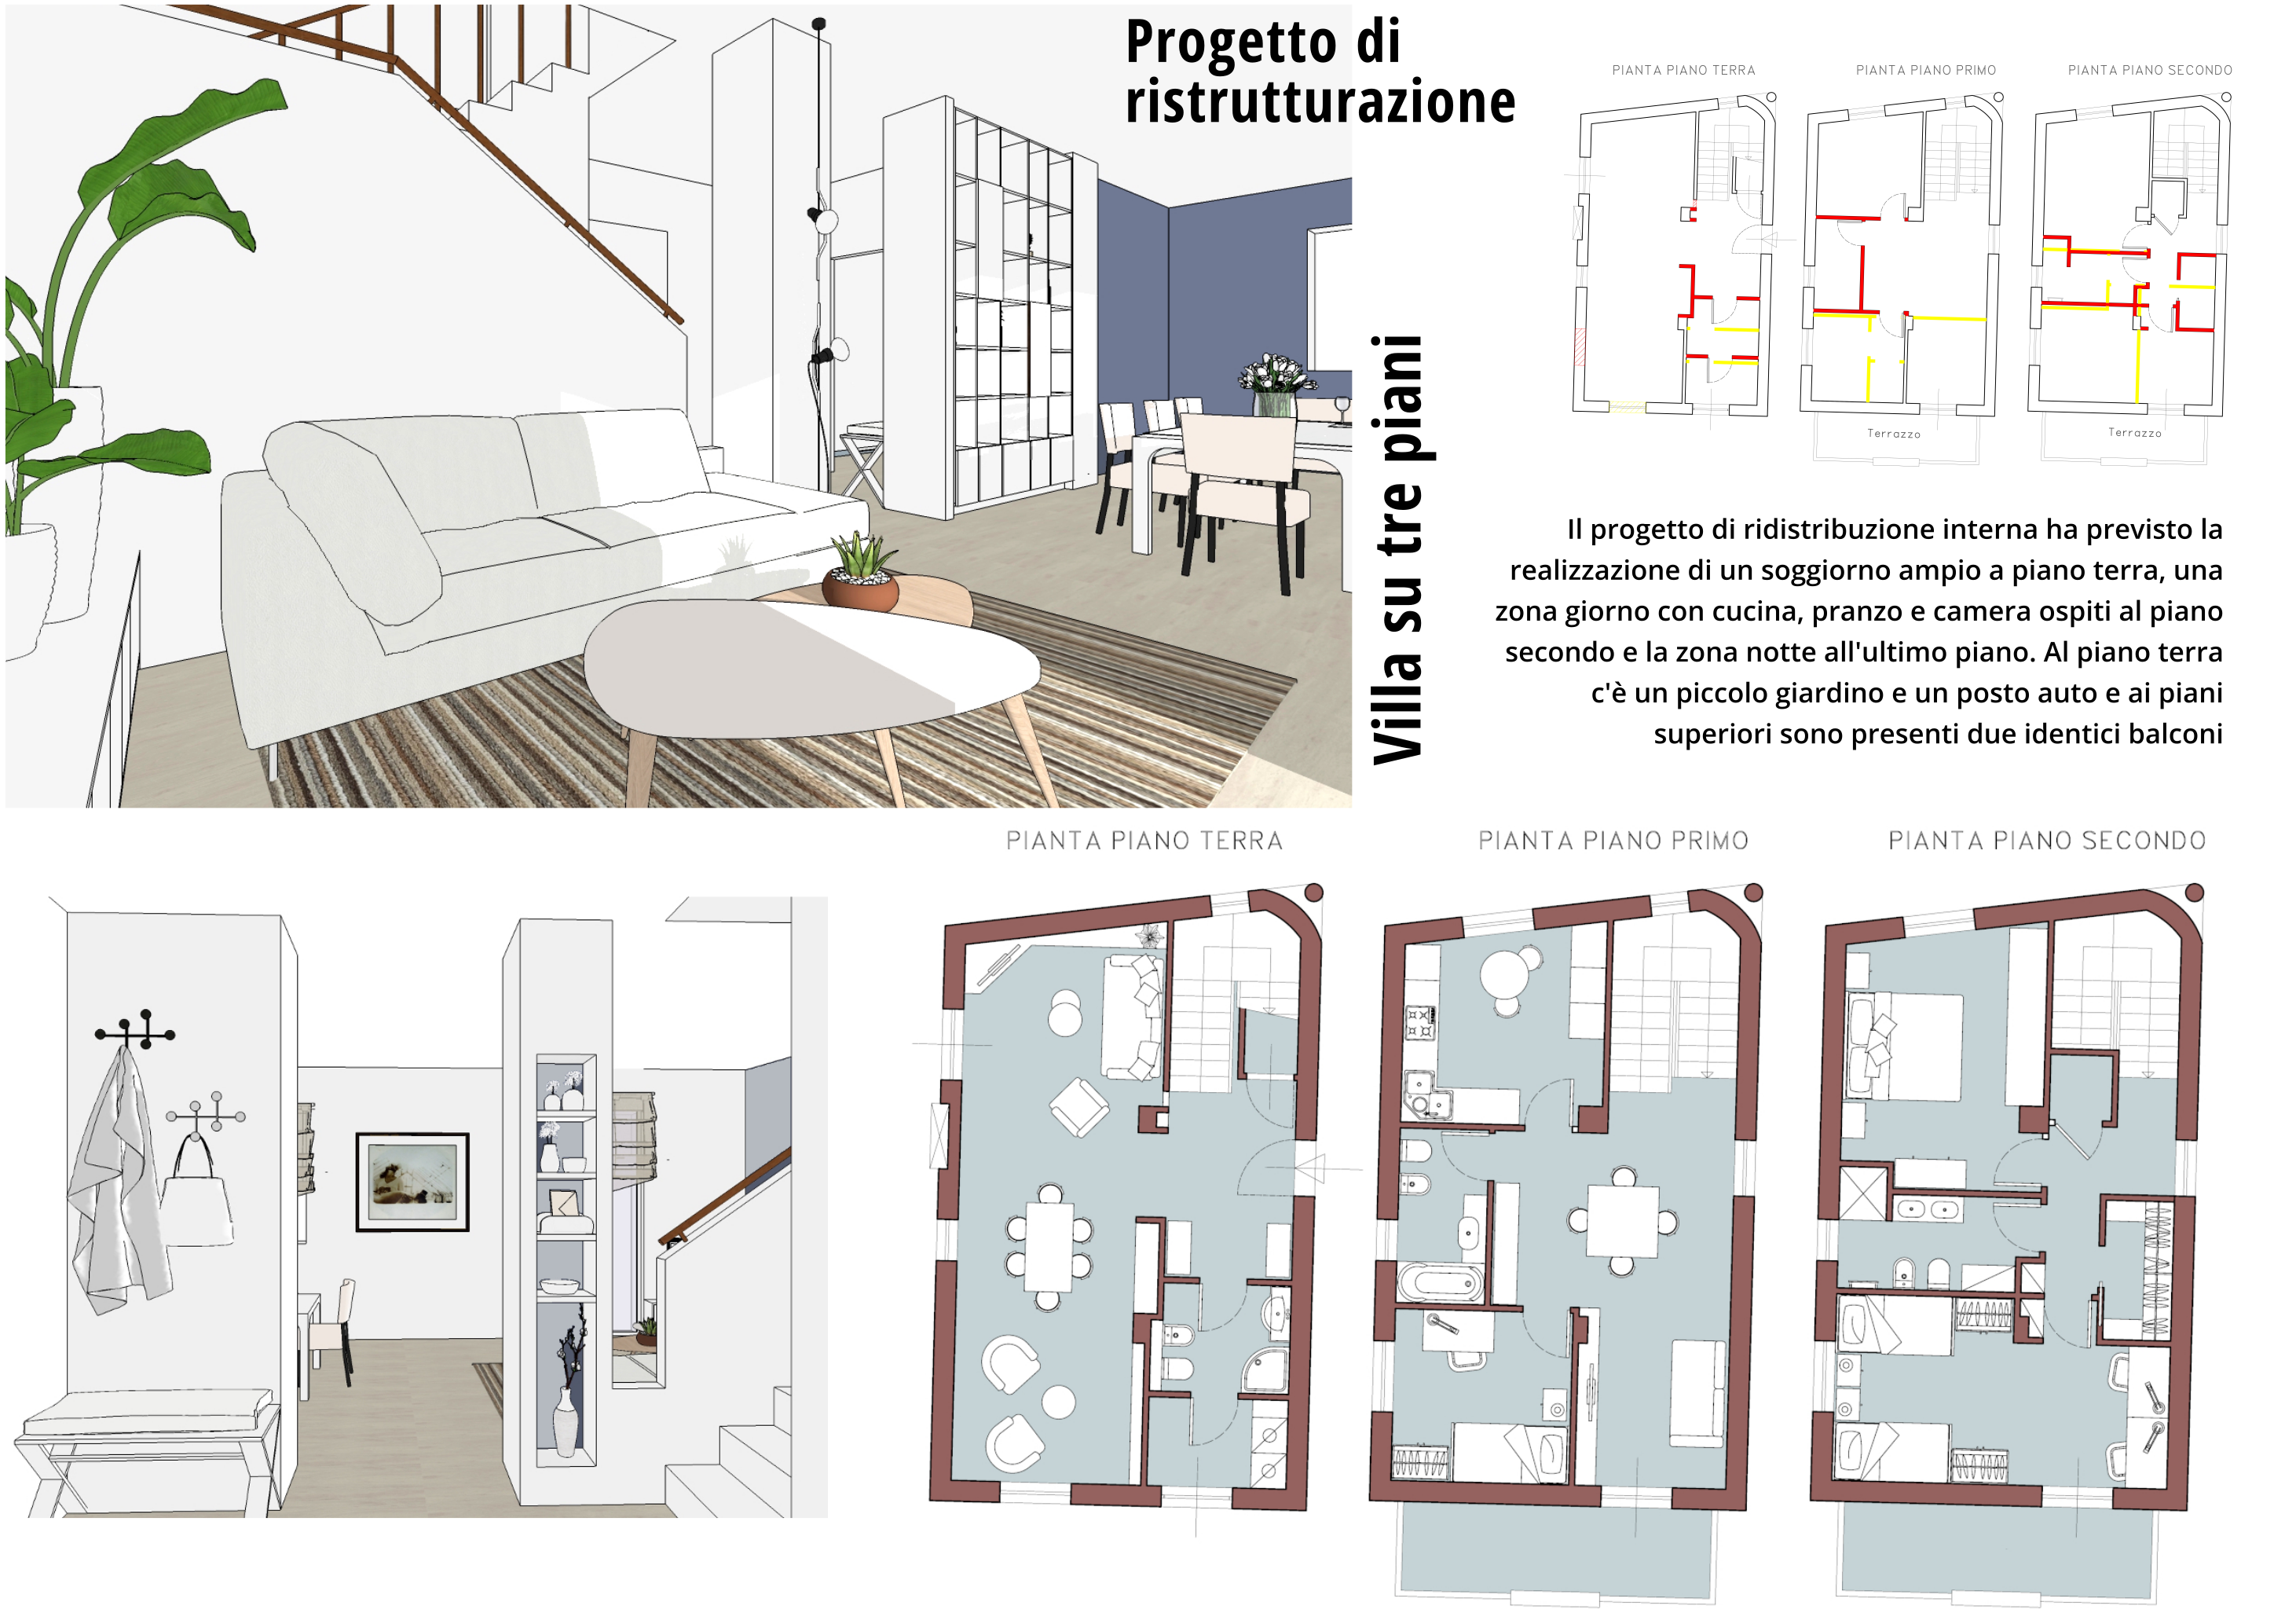 Progetto di
ristrutturazione
Villa su tre piani
PIANTA PIANO TERRA
PIANTA PIANO PRIMO
PIANTA PIANO SECONDO
Terrazzo
Terrazzo
Il progetto di ridistribuzione interna ha previsto la
realizzazione di un soggiorno ampio a piano terra, una
zona giorno con cucina, pranzo e camera ospiti al piano
secondo e la zona notte all'ultimo piano. Al piano terra
c'è un piccolo giardino e un posto auto e ai piani
superiori sono presenti due identici balconi
PIANTA PIANO TERRA
PIANTA PIANO PRIMO
PIANTA PIANO SECONDO